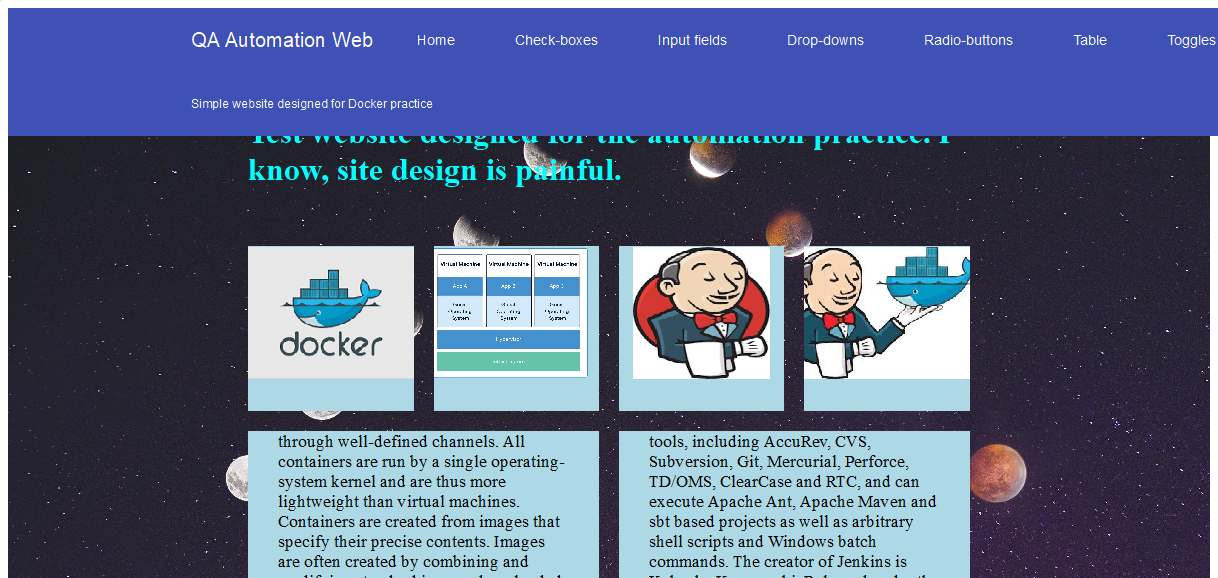 QA Automation Web
Home
Check-boxes
Input fields
Drop-downs
Radio-buttons
Table
Toggles
Simple website designed for Docker practice
Test website designed for the automation practice. I
know, site design is painful.
docker
Virtual Machine Virtual Machine Virtual Machine
App A
Guest
Operating
System
Guest
Operating
System
Guest
Operating
System
Hypervisor
through well-defined channels. All
containers are run by a single operating-
system kernel and are thus more
lightweight than virtual machines.
Containers are created from images that
specify their precise contents. Images
are often created by combining and
tools, including AccuRev, CVS,
Subversion, Git, Mercurial, Perforce,
TD/OMS, ClearCase and RTC, and can
execute Apache Ant, Apache Maven and
sbt based projects as well as arbitrary
shell scripts and Windows batch
commands. The creator of Jenkins is